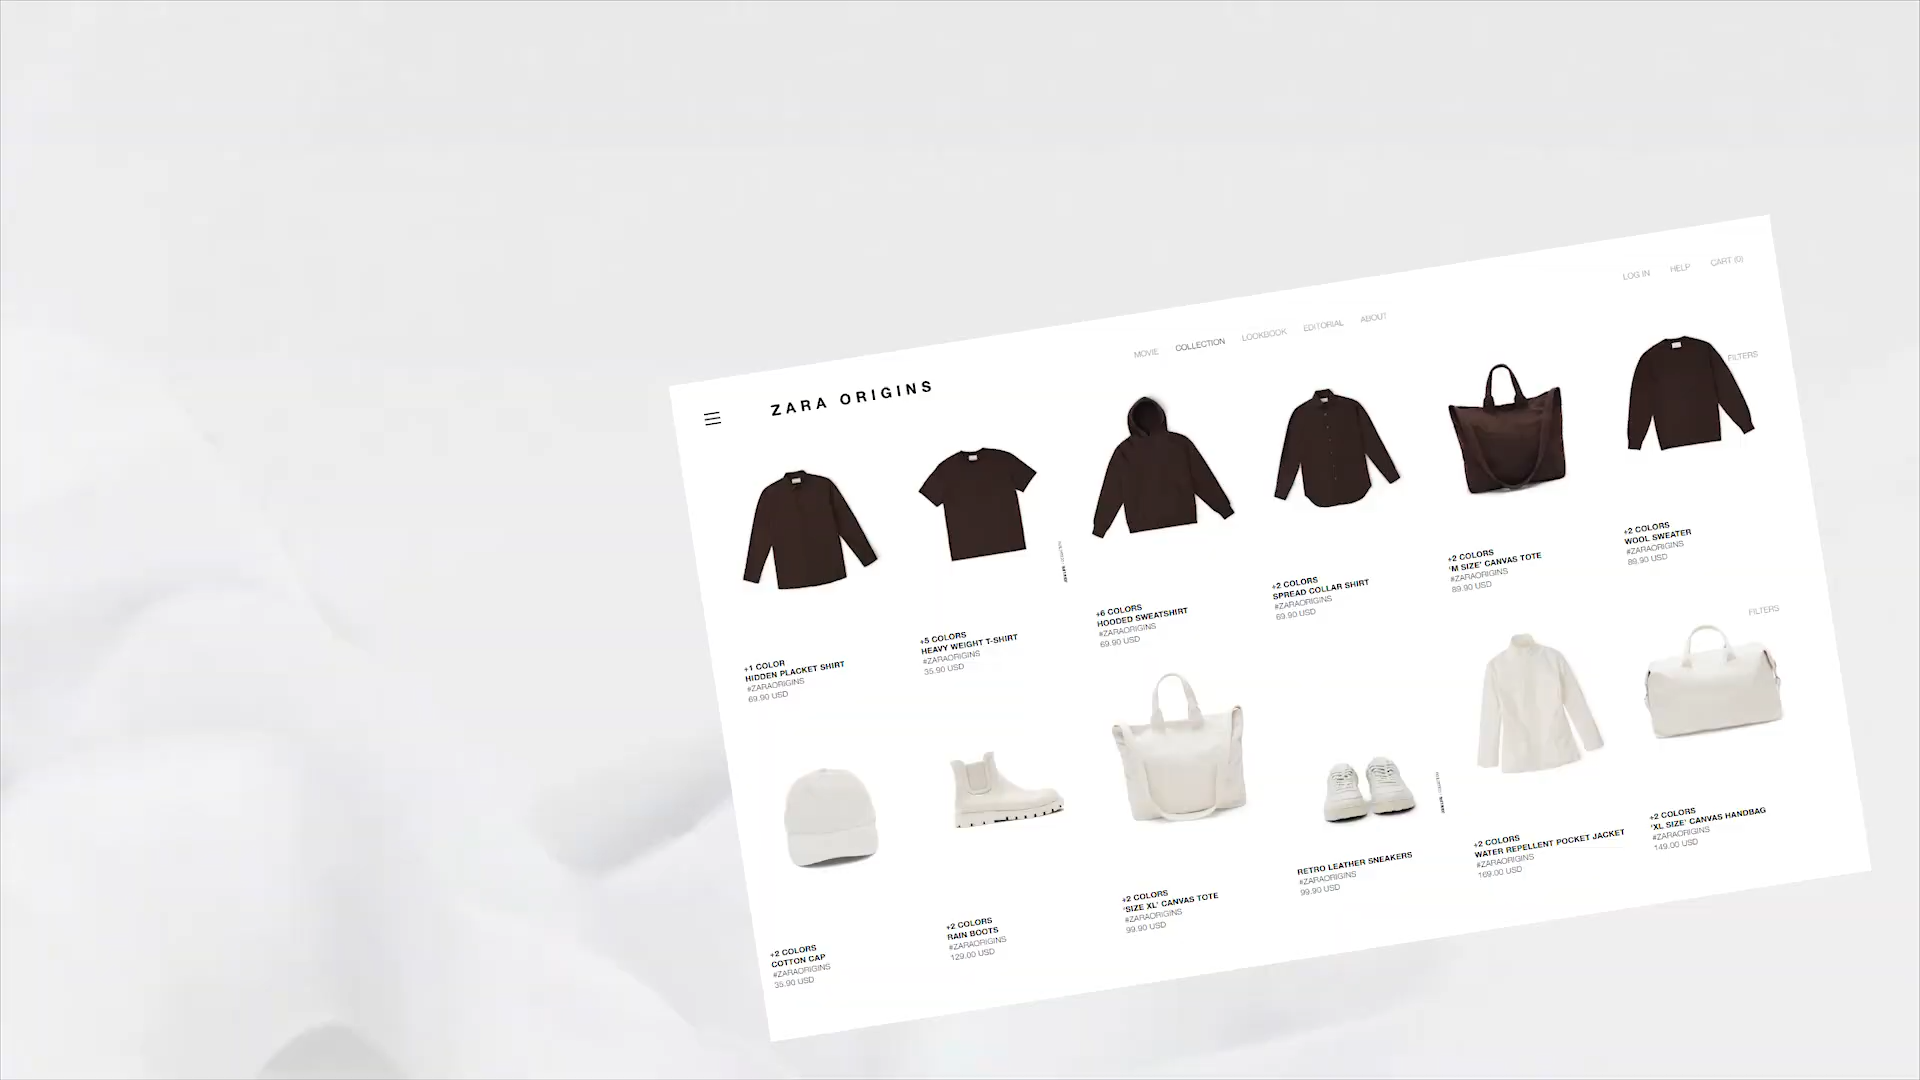 LOG IN HELP CART (0)
MOVIE COLLECTION LOOKBOOK EDITORIAL ABOUT
ZARA ORIGINS
FILTERS
+1 COLOR
HIDDEN PLACKET SHIRT
#ZARAORIGINS
69.90 USD
+5 COLORS
HEAVY WEIGHT T-SHIRT
#ZARAORIGINS
35.90 USD
+6 COLORS
HOODED SWEATSHIRT
#ZARAORIGINS
69.90 USD
+2 COLORS
SPREAD COLLAR SHIRT
#ZARAORIGINS
69.90 USD
+2 COLORS
'M SIZE' CANVAS TOTE
#ZARAORIGINS
89.90 USD
+2 COLORS
WOOL SWEATER
#ZARAORIGINS
89.90 USD
FILTERS
+2 COLORS
COTTON CAP
#ZARAORIGINS
35.90 USD
+2 COLORS
RAIN BOOTS
#ZARAORIGINS
129.00 USD
+2 COLORS
'SIZE XL' CANVAS TOTE
#ZARAORIGINS
99.90 USD
RETRO LEATHER SNEAKERS
#ZARAORIGINS
99.90 USD
+2 COLORS
WATER REPELLENT POCKET JACKET
#ZARAORIGINS
169.00 USD
+2 COLORS
'XL SIZE' CANVAS HANDBAG
#ZARAORIGINS
149.00 USD